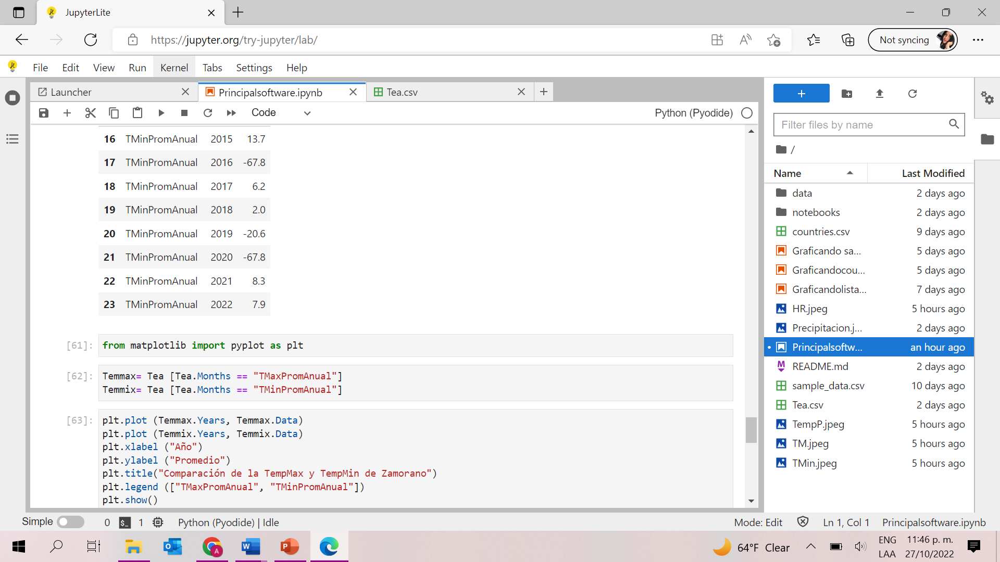 JupyterLite
https://jupyter.org/try-jupyter/lab/
Not syncing
File Edit View Run Kernel Tabs Settings Help
Launcher
Principalsoftware.ipynb
Tea.csv
Code
Python (Pyodide)
16 TMinPromAnual 2015 13.7
17 TMinPromAnual 2016 -67.8
18 TMinPromAnual 2017 6.2
19 TMinPromAnual 2018 2.0
20 TMinPromAnual 2019 -20.6
21 TMinPromAnual 2020 -67.8
22 TMinPromAnual 2021 8.3
23 TMinPromAnual 2022 7.9
[61]: from matplotlib import pyplot as plt
[62]: Temmax= Tea [Tea.Months == "TMaxPromAnual"]
Temmix= Tea [Tea.Months == "TMinPromAnual"]
[63]: plt.plot (Temmax.Years, Temmax.Data)
plt.plot (Temmix.Years, Temmix.Data)
plt.xlabel ("Año")
plt.ylabel ("Promedio")
plt.title("Comparación de la TempMax y TempMin de Zamorano")
plt.legend (["TMaxPromAnual", "TMinPromAnual"])
plt.show()
Filter files by name
/
Name Last Modified
data 2 days ago
notebooks 2 days ago
countries.csv 9 days ago
Graficando sa... 5 days ago
Graficandocou... 5 days ago
Graficandolista... 7 days ago
HR.jpeg 5 hours ago
Precipitacion.j... 2 days ago
Principalsoftw... an hour ago
README.md 2 days ago
sample_data.csv 10 days ago
Tea.csv 2 days ago
TempP.jpeg 5 hours ago
TM.jpeg 5 hours ago
TMin.jpeg 5 hours ago
Simple 0 $_ 1 Python (Pyodide) | Idle
Mode: Edit Ln 1, Col 1 Principalsoftware.ipynb
64°F Clear
ENG
LAA
11:46 p. m.
27/10/2022